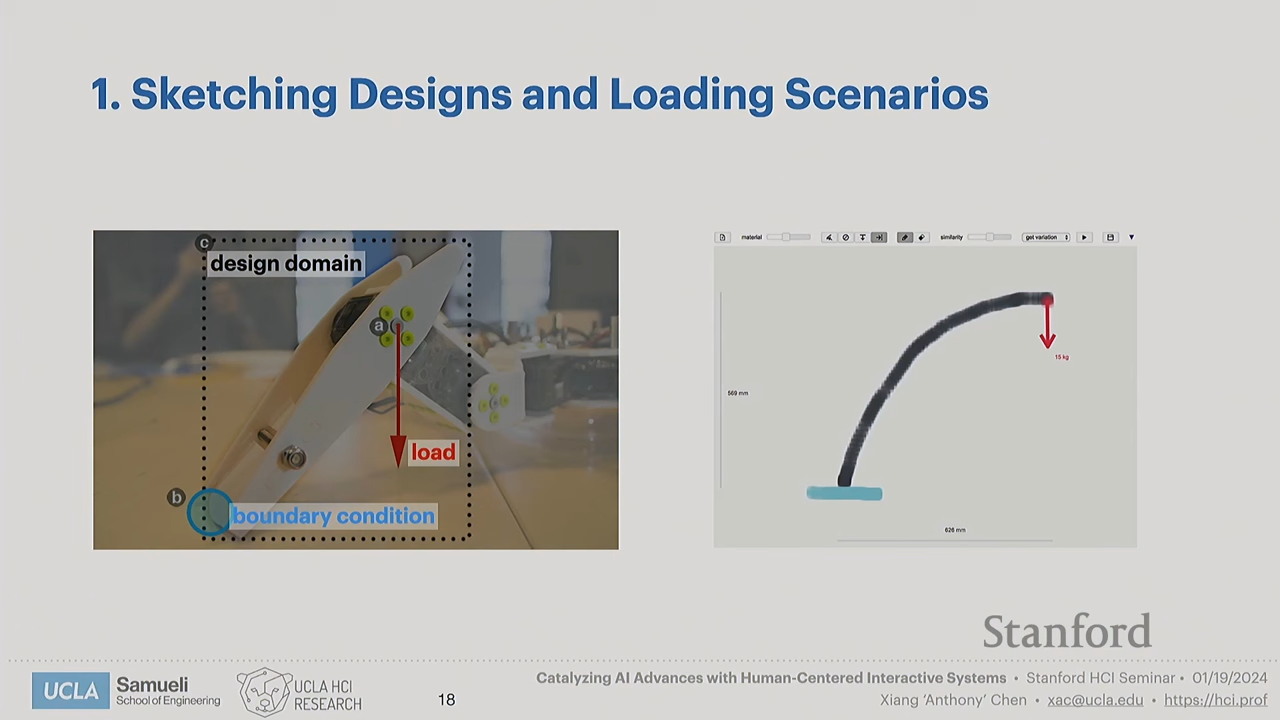 1. Sketching Designs and Loading Scenarios
c
design domain
a
load
b
boundary condition
material
similarity
get variation
15 kg
569 mm
626 mm
Stanford
UCLA Samueli
School of Engineering
UCLA HCI
RESEARCH
18
Catalyzing AI Advances with Human-Centered Interactive Systems • Stanford HCI Seminar • 01/19/2024
Xiang 'Anthony' Chen • xac@ucla.edu • https://hci.prof